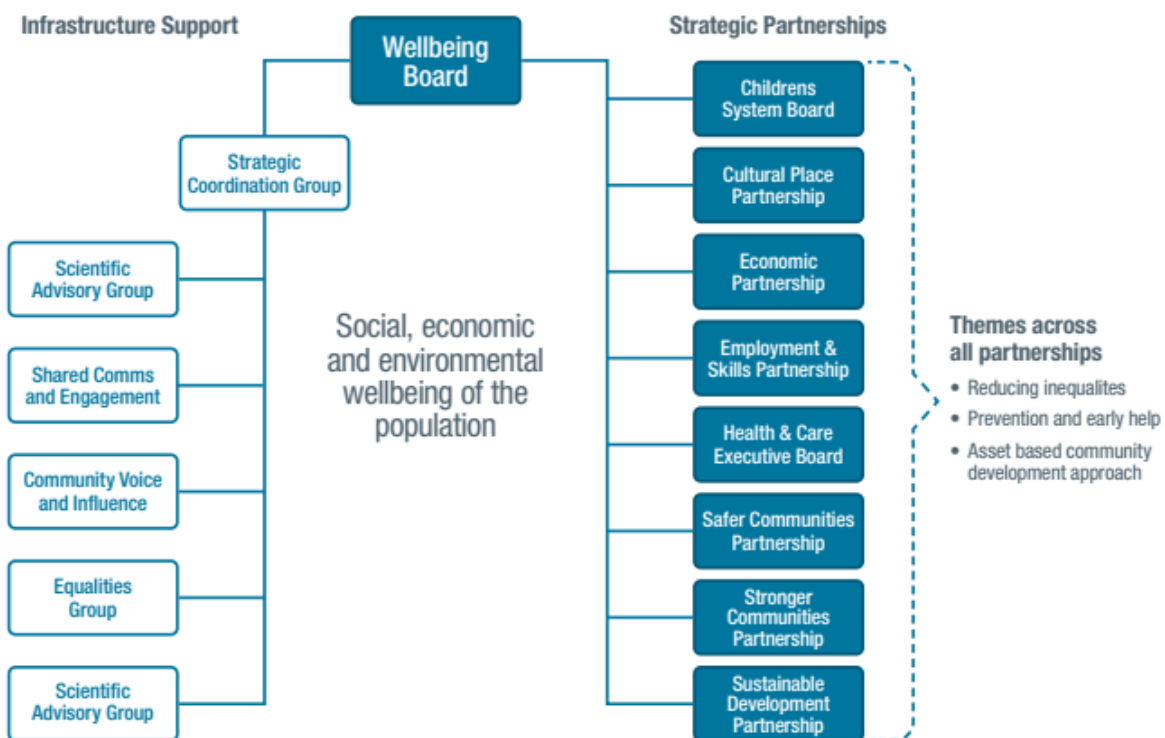 Infrastructure Support
Wellbeing
Board
Strategic Partnerships
Strategic
Coordination Group
Scientific
Advisory Group
Shared Comms
and Engagement
Community Voice
and Influence
Equalities
Group
Scientific
Advisory Group
Social, economic
and environmental
wellbeing of the
population
Childrens
System Board
Cultural Place
Partnership
Economic
Partnership
Employment &
Skills Partnership
Health & Care
Executive Board
Safer Communities
Partnership
Stronger
Communities
Partnership
Sustainable
Development
Partnership
Themes across
all partnerships
• Reducing inequalites
• Prevention and early help
• Asset based community
development approach